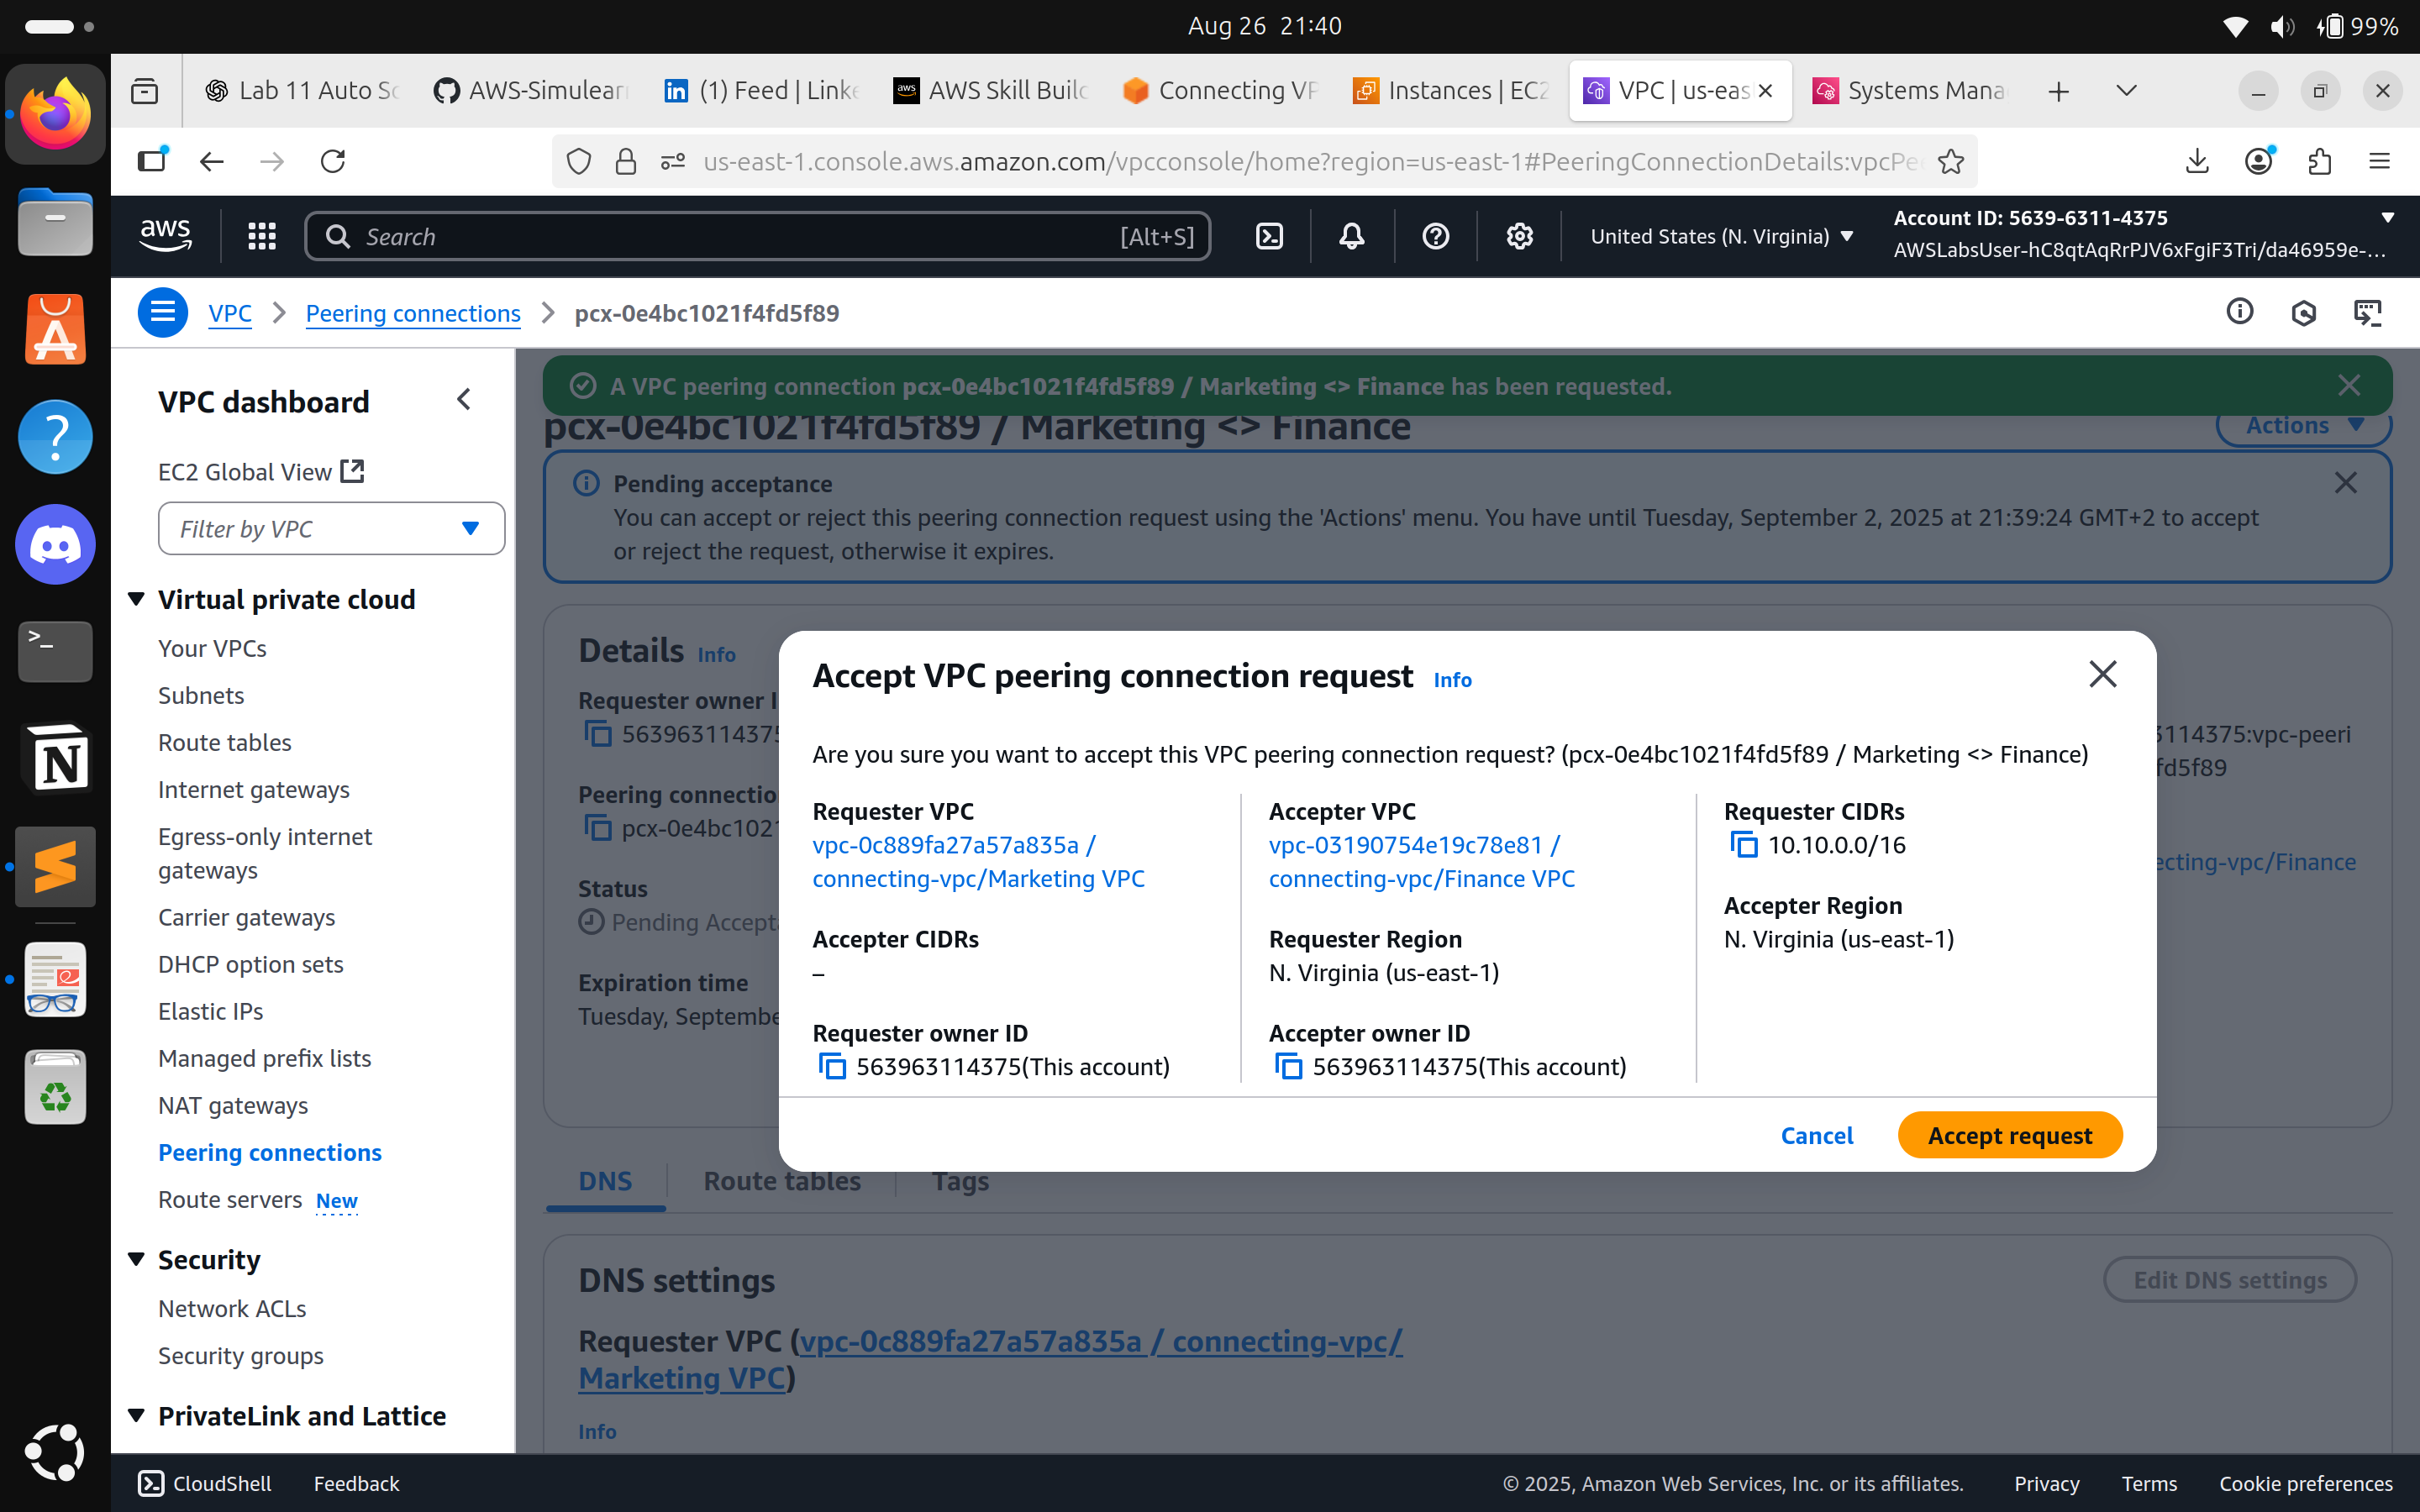 Aug 26 21:40
99%
Lab 11 Auto Sc
AWS-Simulearn
(1) Feed | Linke
aws
AWS Skill Builc
Connecting VP
Instances | EC2
VPC | us-eas
Systems Mana
us-east-1.console.aws.amazon.com/vpcconsole/home?region=us-east-1#PeeringConnectionDetails:vpcPee
aws
Search
[Alt+S]
United States (N. Virginia)
Account ID: 5639-6311-4375
AWSLabsUser-hC8qtAqRrPJV6xFgiF3Tri/da46959e-...
VPC
Peering connections
pcx-0e4bc1021f4fd5f89
VPC dashboard
EC2 Global View
Filter by VPC
Virtual private cloud
Your VPCs
Subnets
Route tables
Internet gateways
Egress-only internet
gateways
Carrier gateways
DHCP option sets
Elastic IPs
Managed prefix lists
NAT gateways
Peering connections
Route servers New
Security
Network ACLs
Security groups
PrivateLink and Lattice
A VPC peering connection pcx-0e4bc1021f4fd5f89 / Marketing <> Finance has been requested.
pcx-0e4bc1021f4fd5f89 / Marketing <> Finance
Actions
Pending acceptance
You can accept or reject this peering connection request using the 'Actions' menu. You have until Tuesday, September 2, 2025 at 21:39:24 GMT+2 to accept
or reject the request, otherwise it expires.
Details Info
Requester owner I
563963114375
Peering connectio
pcx-0e4bc1021
Status
Pending Accept
Expiration time
Tuesday, Septembe
3114375:vpc-peeri
fd5f89
ecting-vpc/Finance
Accept VPC peering connection request Info
Are you sure you want to accept this VPC peering connection request? (pcx-0e4bc1021f4fd5f89 / Marketing <> Finance)
Requester VPC
vpc-0c889fa27a57a835a /
connecting-vpc/Marketing VPC
Accepter CIDRs
–
Requester owner ID
563963114375(This account)
Accepter VPC
vpc-03190754e19c78e81 /
connecting-vpc/Finance VPC
Requester Region
N. Virginia (us-east-1)
Accepter owner ID
563963114375(This account)
Requester CIDRs
10.10.0.0/16
Accepter Region
N. Virginia (us-east-1)
Cancel
Accept request
DNS
Route tables
Tags
DNS settings
Edit DNS settings
Requester VPC (vpc-0c889fa27a57a835a / connecting-vpc/
Marketing VPC)
Info
CloudShell
Feedback
© 2025, Amazon Web Services, Inc. or its affiliates.
Privacy
Terms
Cookie preferences